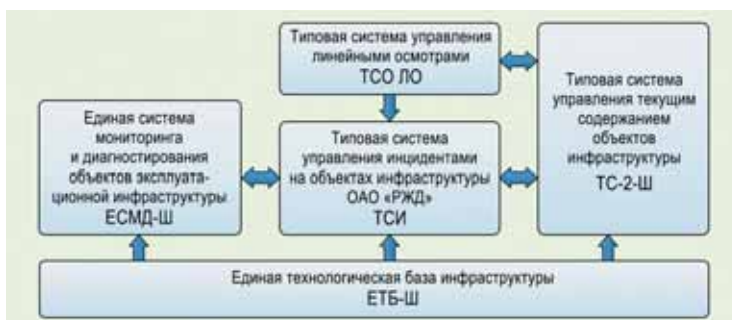 Типовая система управления
линейными осмотрами
ТСО ЛО
Типовая система
управления текущим
содержанием
объектов
инфраструктуры
ТС-2-Ш
Единая система
мониторинга
и диагностирования
объектов эксплуата-
ционной инфраструктуры
ЕСМД-Ш
Типовая система
управления инцидентами
на объектах инфраструктуры
ОАО «РЖД»
ТСИ
Единая технологическая база инфраструктуры
ЕТБ-Ш